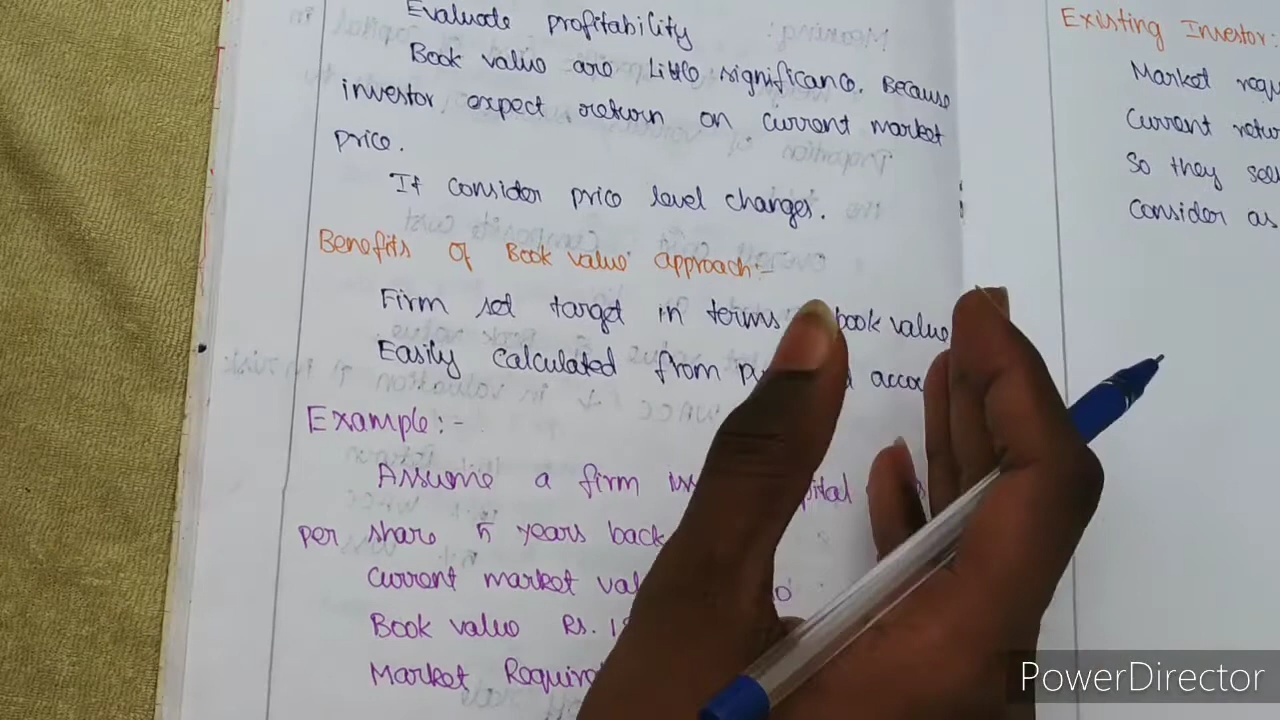 Evaluate profitability
Book value are little significance. Because
investor expect return on current market
price.
It consider price level changes.
Benefits of Book value approach:-
Firm set target in terms book value
Easily calculated from
Example:-
Assume a firm
per share 5 years back
Current market
Book value Rs.
Market
Existing Investor:
Market
Current
So they
Consider as
PowerDirector